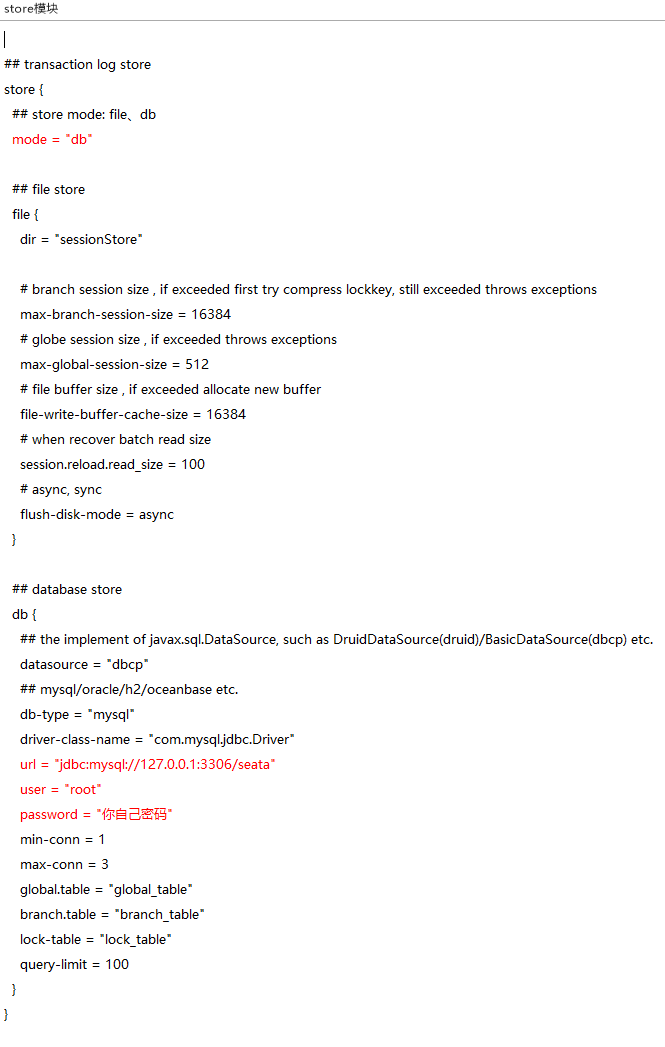 store模块
## transaction log store
store {
## store mode: file、db
mode = "db"
## file store
file {
dir = "sessionStore"
# branch session size , if exceeded first try compress lockkey, still exceeded throws exceptions
max-branch-session-size = 16384
# globe session size , if exceeded throws exceptions
max-global-session-size = 512
# file buffer size , if exceeded allocate new buffer
file-write-buffer-cache-size = 16384
# when recover batch read size
session.reload.read_size = 100
# async, sync
flush-disk-mode = async
}
## database store
db {
## the implement of javax.sql.DataSource, such as DruidDataSource(druid)/BasicDataSource(dbcp) etc.
datasource = "dbcp"
## mysql/oracle/h2/oceanbase etc.
db-type = "mysql"
driver-class-name = "com.mysql.jdbc.Driver"
url = "jdbc:mysql://127.0.0.1:3306/seata"
user = "root"
password = "你自己密码"
min-conn = 1
max-conn = 3
global.table = "global_table"
branch.table = "branch_table"
lock-table = "lock_table"
query-limit = 100
}
}